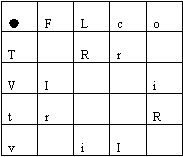 ● F L c o
T R r
V I i
t r R
v i I